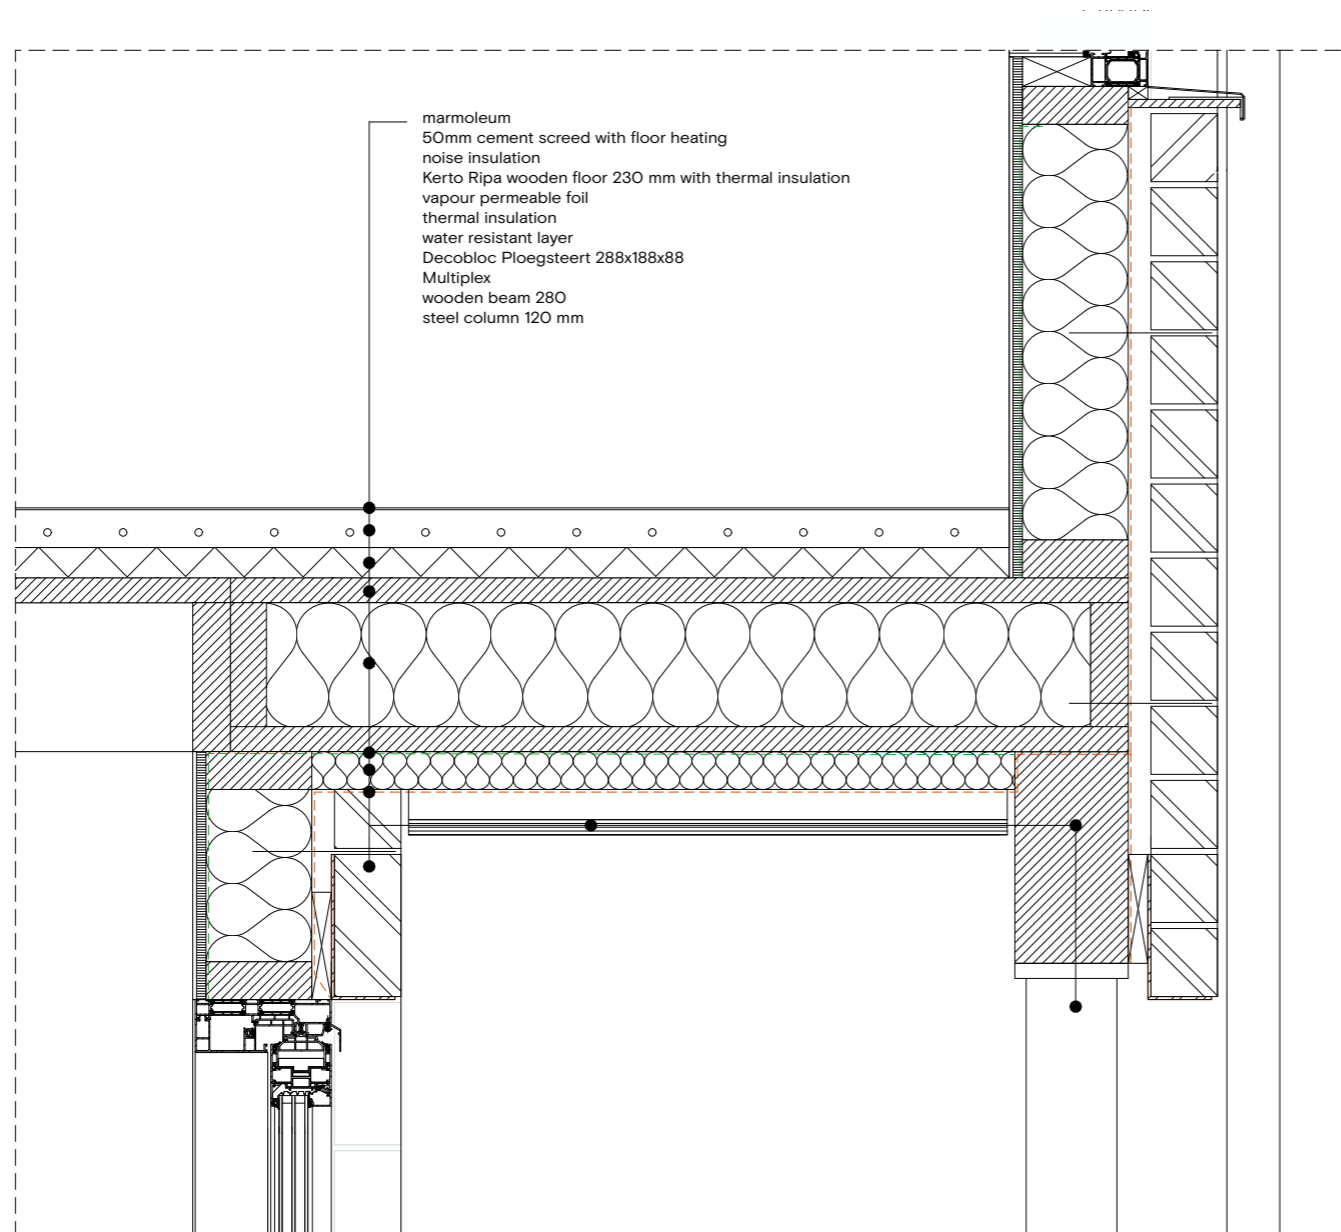 marmoleum
50mm cement screed with floor heating
noise insulation
Kerto Ripa wooden floor 230 mm with thermal insulation
vapour permeable foil
thermal insulation
water resistant layer
Decobloc Ploegsteert 288x188x88
Multiplex
wooden beam 280
steel column 120 mm